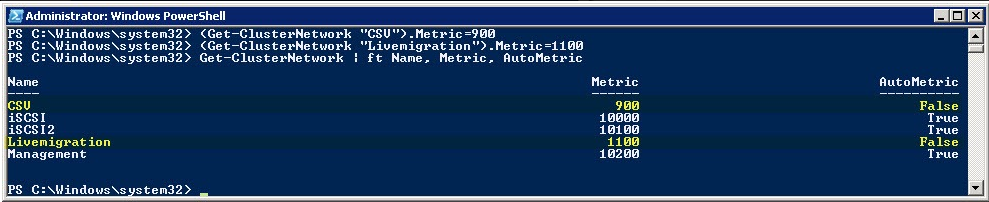 Administrator: Windows PowerShell
PS C:\Windows\system32> (Get-ClusterNetwork "CSV").Metric=900
PS C:\Windows\system32> (Get-ClusterNetwork "Livemigration").Metric=1100
PS C:\Windows\system32> Get-ClusterNetwork | ft Name, Metric, AutoMetric
Name Metric AutoMetric
---- ------ ----------
CSV 900 False
iSCSI 10000 True
iSCSI2 10100 True
Livemigration 1100 False
Management 10200 True
PS C:\Windows\system32> _